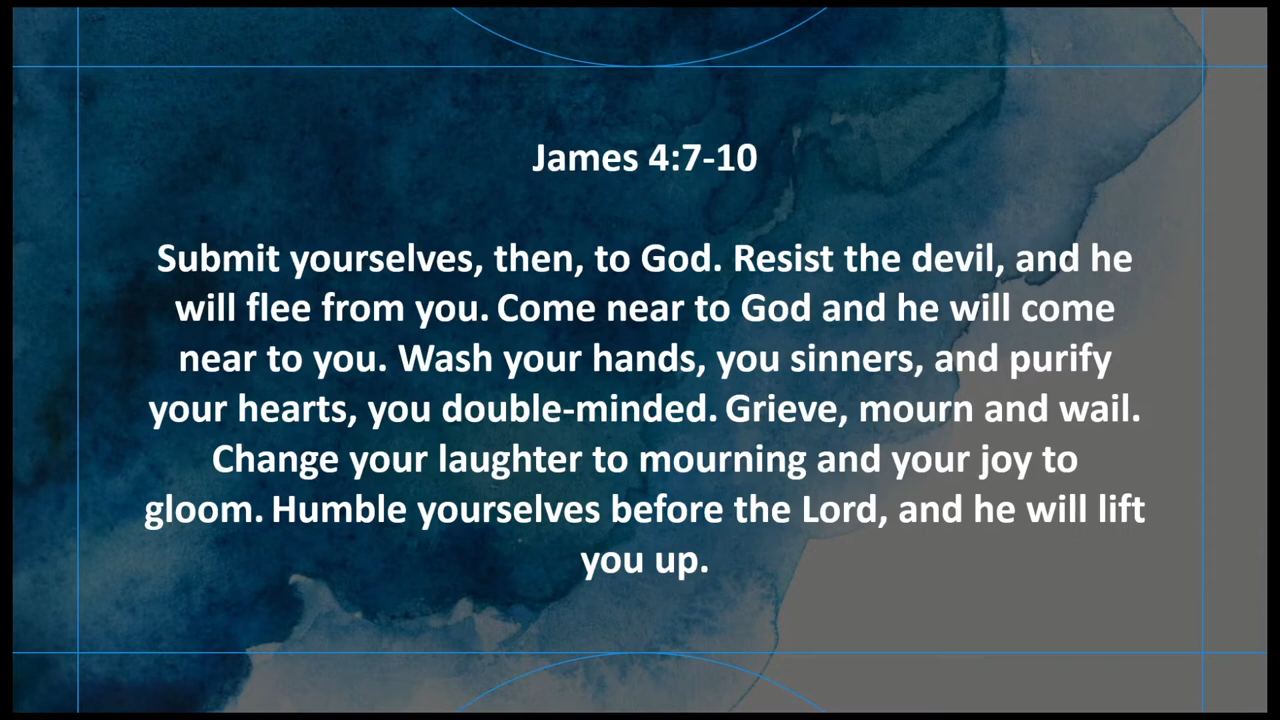 James 4:7-10
Submit yourselves, then, to God. Resist the devil, and he
will flee from you. Come near to God and he will come
near to you. Wash your hands, you sinners, and purify
your hearts, you double-minded. Grieve, mourn and wail.
Change your laughter to mourning and your joy to
gloom. Humble yourselves before the Lord, and he will lift
you up.